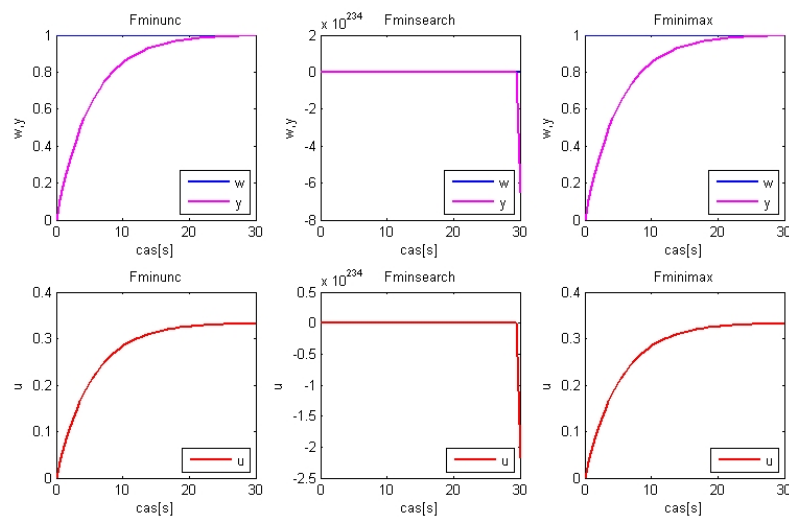 Fminunc
1
0.8
0.6
0.4
0.2
0
w,y
w
y
0 10 20 30
cas[s]
x 10^234
Fminsearch
2
0
-2
-4
-6
-8
w,y
w
y
0 10 20 30
cas[s]
Fminimax
1
0.8
0.6
0.4
0.2
0
w,y
w
y
0 10 20 30
cas[s]
Fminunc
0.4
0.3
0.2
0.1
0
u
u
0 10 20 30
cas[s]
x 10^234
Fminsearch
0.5
0
-0.5
-1
-1.5
-2
-2.5
u
u
0 10 20 30
cas[s]
Fminimax
0.4
0.3
0.2
0.1
0
u
u
0 10 20 30
cas[s]